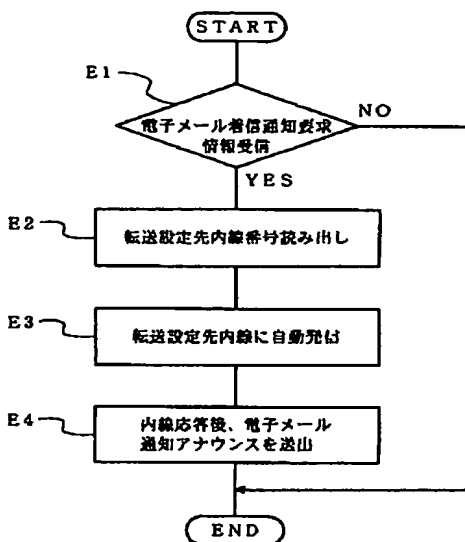 START
E1
電子メール着信通知要求
情報受信
NO
YES
E2
転送設定先内線番号読み出し
E3
転送設定先内線に自動発信
E4
内線応答後、電子メール
通知アナウンスを送出
END